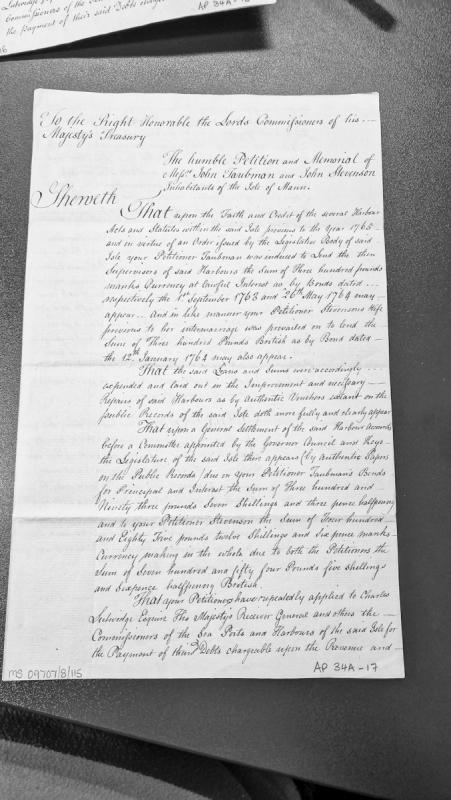 Lutwidge
Commissioners of the Sea
the Payment of their said Debts
AP 34A-16
16
To the Right Honorable the Lords Commissioners of his ...
Majesty's Treasury
The humble Petition and Memorial of
Messrs. John Taubman and John Stevenson
Inhabitants of the Isle of Mann.
Sheweth
That upon the Faith and Credit of the several Harbour
Acts and Statutes within the said Isle previous to the Year 1765
and in virtue of an Order issued by the Legislative Body of said
Isle your Petitioner Taubman was induced to Lend the then
Supervisors of said Harbours the Sum of Three hundred pounds
manks Currency at lawful Interest as by Bonds dated ...
respectively the 1st September 1763 and 26th May 1764 may
appear ... And in like manner your Petitioner Stevensons Wife
previous to her intermarriage was prevailed on to lend the
Sum of Three hundred Pounds British as by Bond dated —
the 12th January 1764 may also appear.
That the said Loans and Sums were accordingly ...
expended and laid out in the Improvement and necessary —
Repairs of said Harbours as by Authentic Vouchers extant on the
public Records of the said Isle doth more fully and clearly appear
That upon a General Settlement of the said Harbour Accounts
before a Committee appointed by the Governor Council and Keys —
the Legislature of the said Isle there appears (by authentic Papers
on the Public Records) due on your Petitioner Taubman's Bonds
for Principal and Interest the Sum of Three hundred and
Ninety three pounds Seven Shillings and three pence halfpenny
and to your Petitioner Stevenson the Sum of Four hundred
and Eighty Five pounds twelve Shillings and Six pence manks
Currency making in the whole due to both the Petitioners the
Sum of Seven hundred and fifty four Pounds five shillings
and Sixpence halfpenny British.
That your Petitioners have repeatedly applied to Charles
Lutwidge Esquire His Majestys Receiver General and others the —
Commissioners of the Sea Ports and Harbours of the said Isle for
the Payment of their Debts chargeable upon the Revenue and —
MS 09707/8/115
AP 34A-17